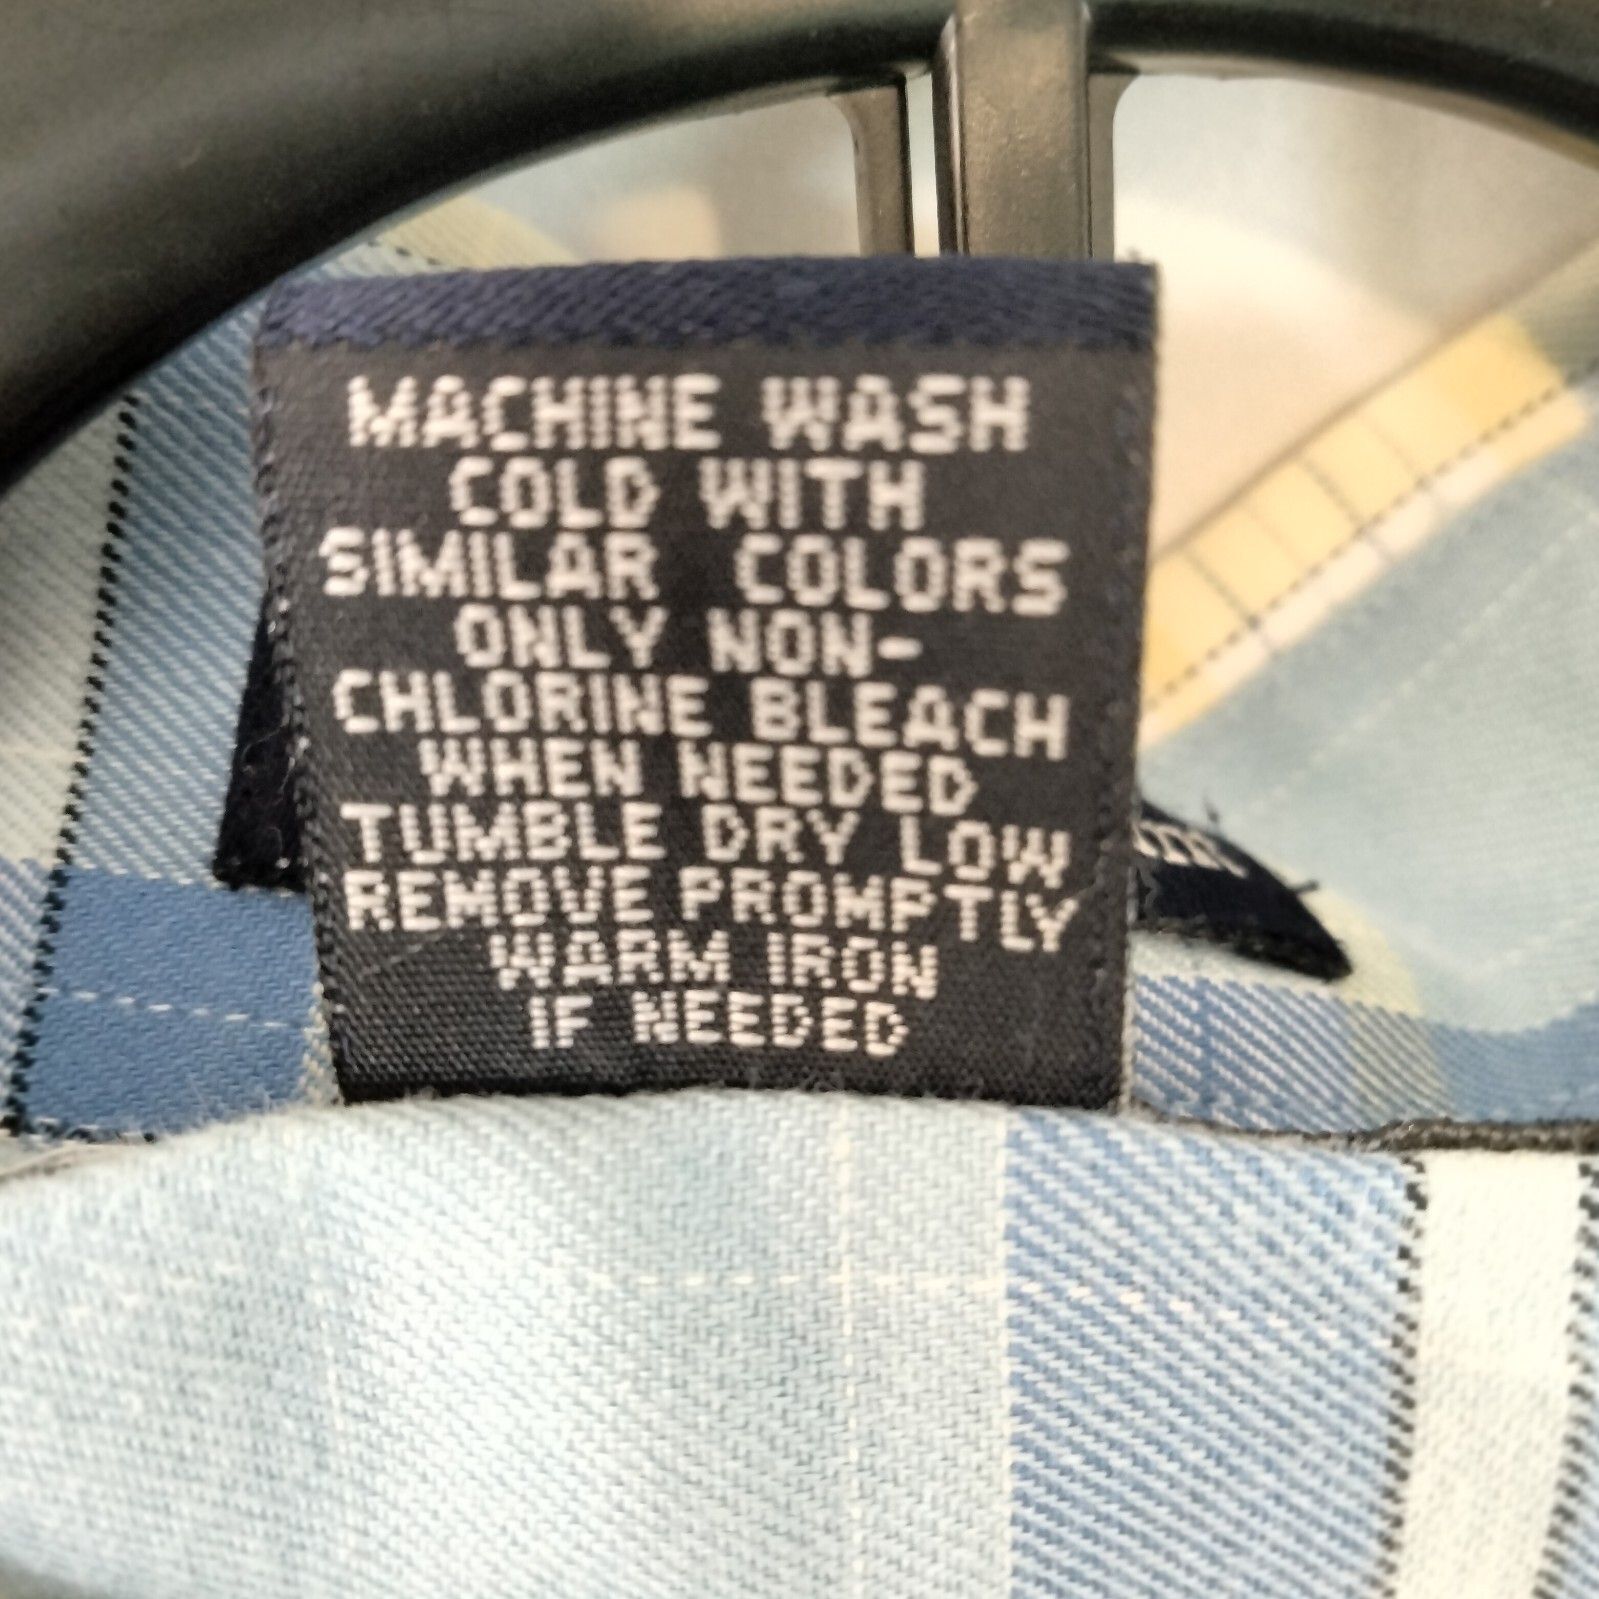 MACHINE WASH
COLD WITH
SIMILAR COLORS
ONLY NON-
CHLORINE BLEACH
WHEN NEEDED
TUMBLE DRY LOW
REMOVE PROMPTLY
WARM IRON
IF NEEDED